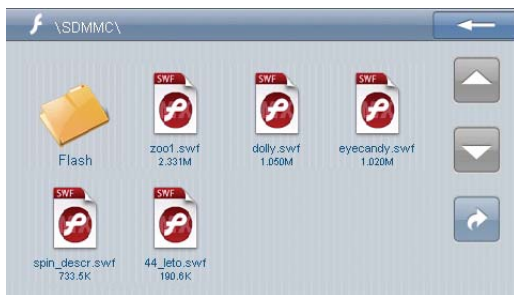 \SDMMC\
SWF
SWF
SWF
Flash
zoo1.swf
2.331M
dolly.swf
1.050M
eyecandy.swf
1.020M
SWF
SWF
spin_descr.swf
733.5K
44_leto.swf
190.6K